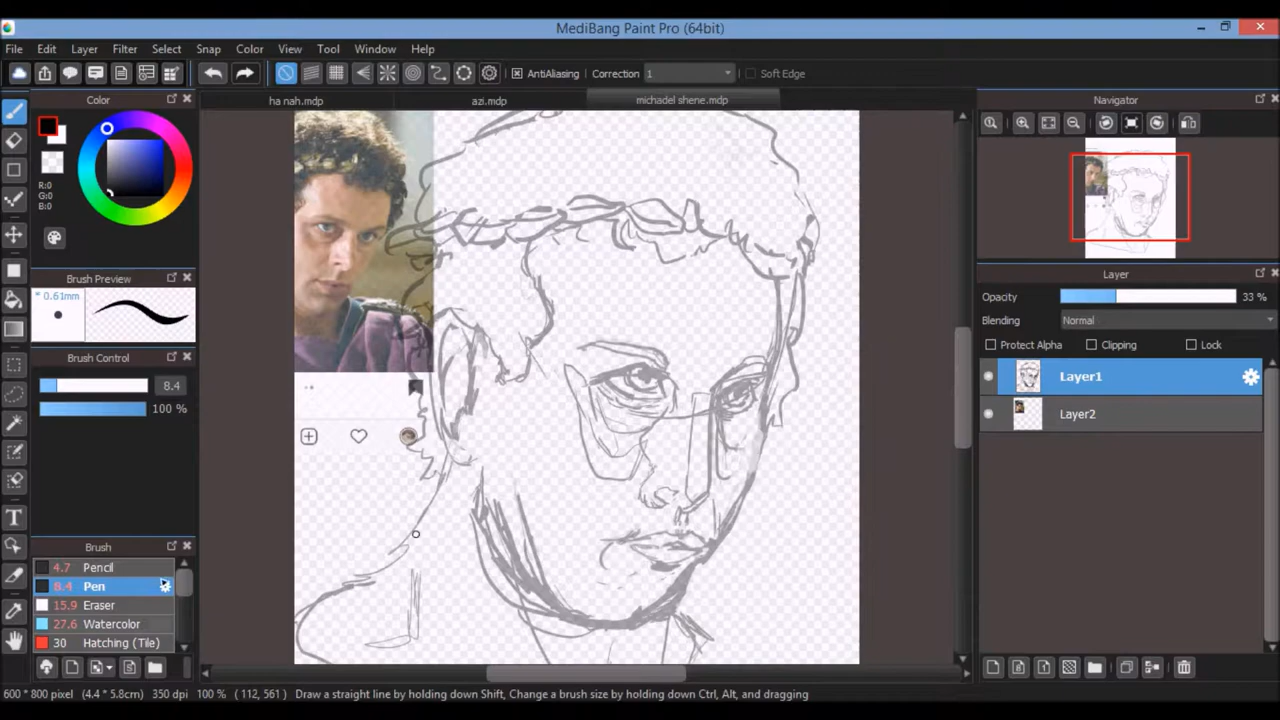 MediBang Paint Pro (64bit)
File Edit Layer Filter Select Snap Color View Tool Window Help
AntiAliasing Correction 1 Soft Edge
Color
ha nah.mdp azi.mdp michadel shene.mdp
Navigator
R:0
G:0
B:0
Brush Preview
* 0.61mm
Layer
Opacity 33 %
Blending Normal
Protect Alpha Clipping Lock
Brush Control
8.4
100 %
Layer1
Layer2
Brush
4.7 Pencil
8.4 Pen
15.9 Eraser
27.6 Watercolor
30 Hatching (Tile)
600 * 800 pixel (4.4 * 5.8cm) 350 dpi 100 % ( 112, 561 ) Draw a straight line by holding down Shift, Change a brush size by holding down Ctrl, Alt, and dragging